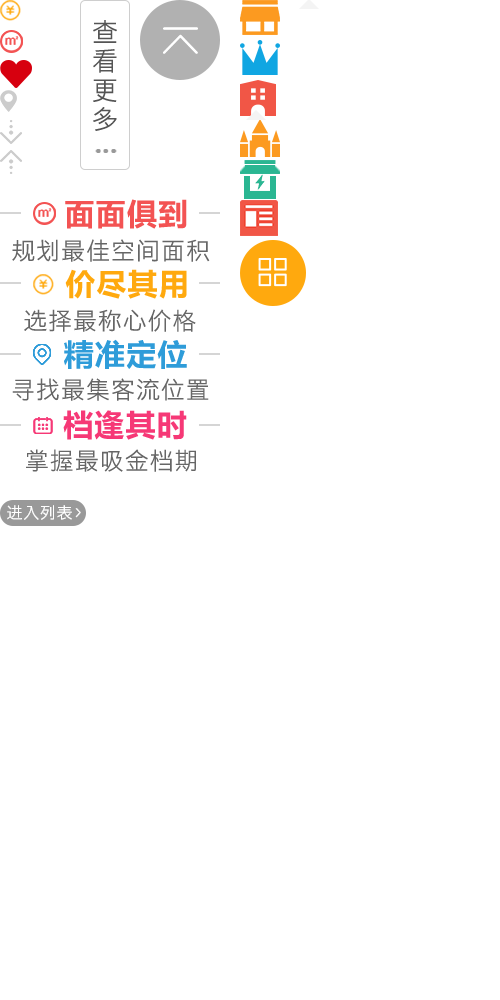 查看更多
面面俱到
规划最佳空间面积
价尽其用
选择最称心价格
精准定位
寻找最集客流位置
档逢其时
掌握最吸金档期
进入列表